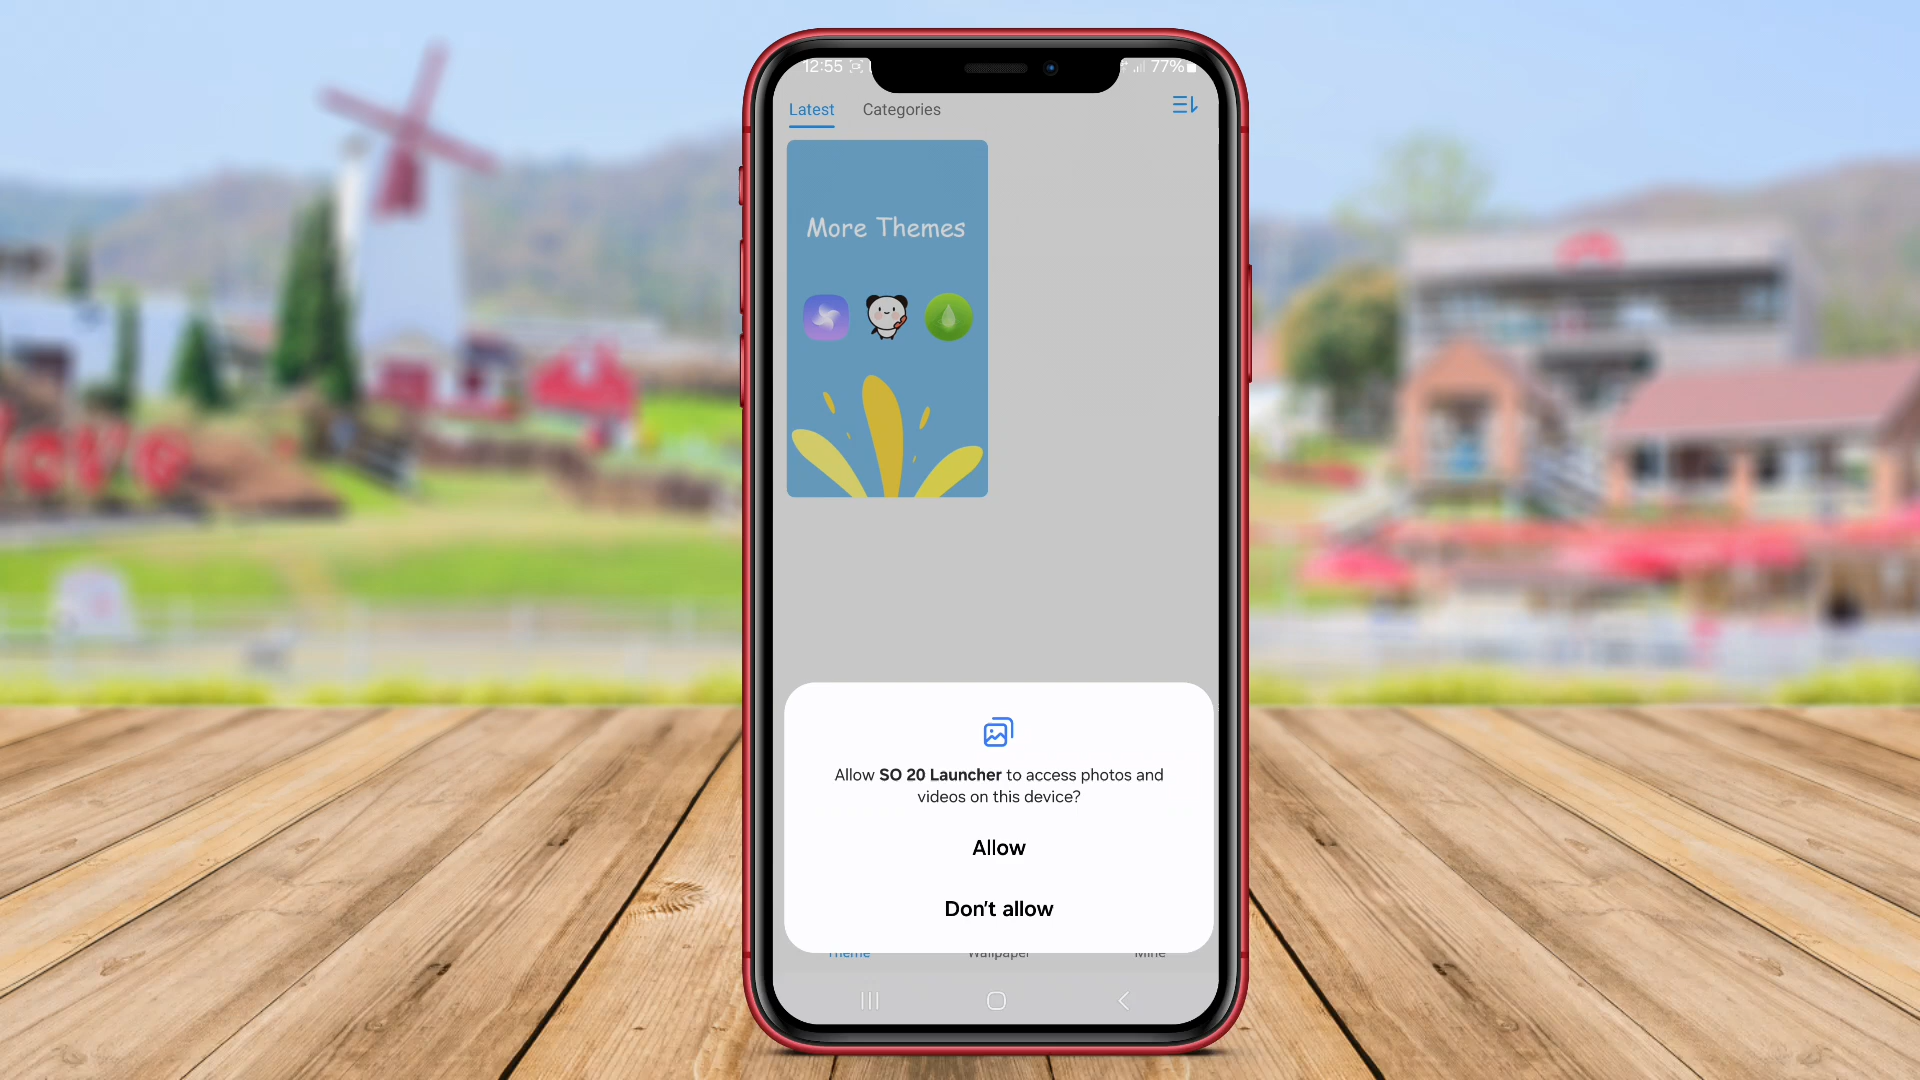 12:55
77%
Latest
Categories
More Themes
Allow SO 20 Launcher to access photos and
videos on this device?
Allow
Don't allow
Theme
Wallpaper
Mine